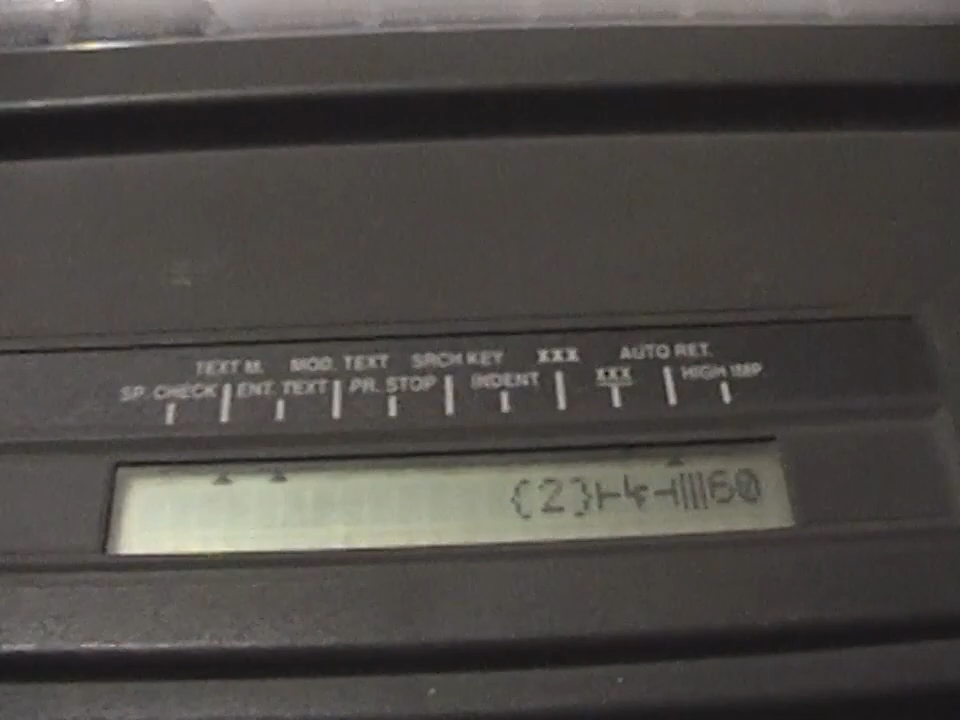 TEXT M. MOD. TEXT SRCH KEY XXX AUTO RET.
SP. CHECK ENT. TEXT PR. STOP INDENT XXX HIGH IMP
{2}⊢↳⊣|||60